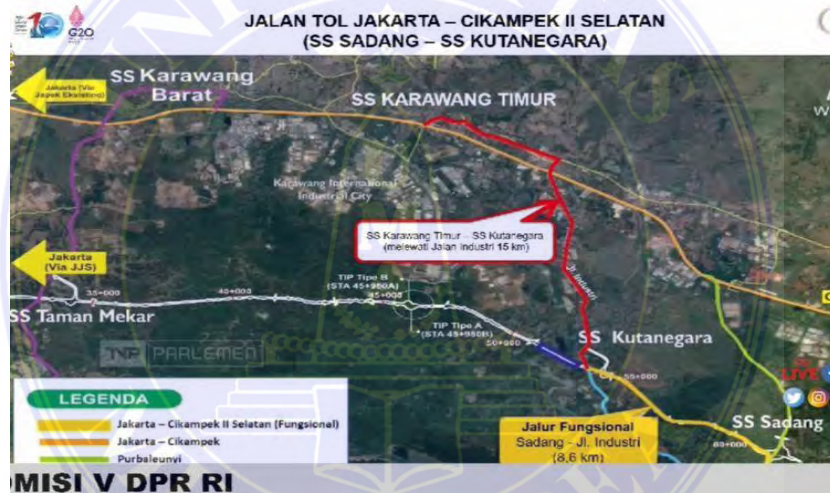 G20
JALAN TOL JAKARTA – CIKAMPEK II SELATAN
(SS SADANG – SS KUTANEGARA)
Jakarta (Via
Japek Eksisting)
SS Karawang
Barat
SS KARAWANG TIMUR
Karawang International
Industrial City
SS Karawang Timur – SS Kutanegara
(melewati Jalan Industri 15 km)
Jakarta
(Via JJS)
TIP Tipe B
(STA 45+950A)
35+000
40+000
45+000
Jl. Industri
SS Taman Mekar
TIP Tipe A
(STA 45+950B)
50+000
SS Kutanegara
TVP PARLEMEN
55+000
LIVE
LEGENDA
Jakarta – Cikampek II Selatan (Fungsional)
Jakarta – Cikampek
Purbaleunyi
Jalur Fungsional
Sadang - Jl. Industri
(8,6 km)
SS Sadang
60+000
OMISI V DPR RI